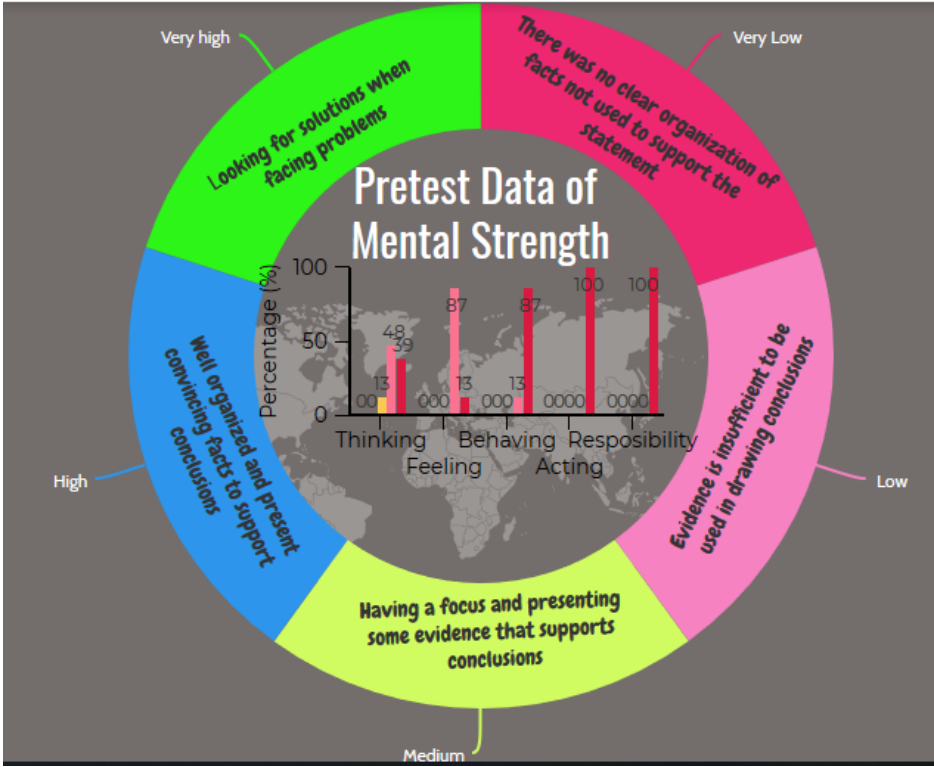 Very high
Very Low
Looking for solutions when
facing problems
There was no clear organization of
facts not used to support the
statement
Pretest Data of
Mental Strength
Percentage (%)
100
50
0
00 13 48 39
000 87 13
000 13 87
0000 100
0000 100
Thinking
Feeling
Behaving
Acting
Resposibility
Well organized and present
convincing facts to support
conclusions
Evidence is insufficient to be
used in drawing conclusions
High
Low
Having a focus and presenting
some evidence that supports
conclusions
Medium